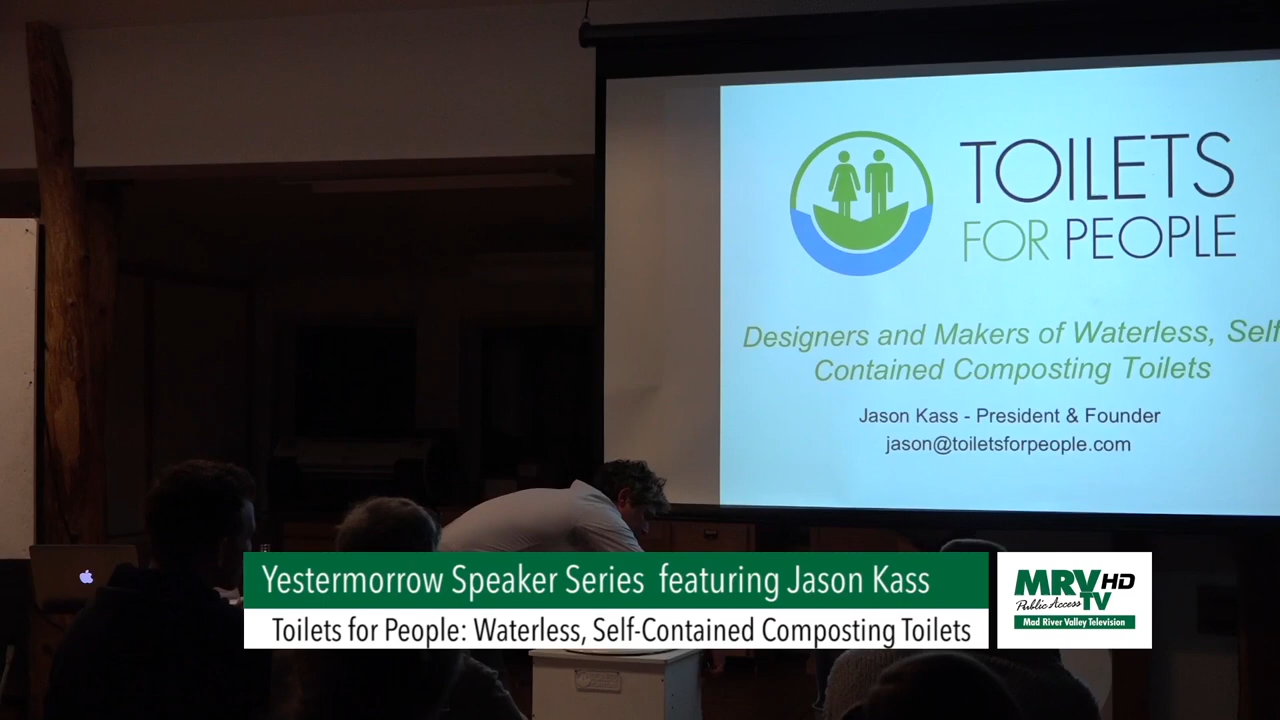 TOILETS
FOR PEOPLE
Designers and Makers of Waterless, Self
Contained Composting Toilets
Jason Kass - President & Founder
jason@toiletsforpeople.com
Yestermorrow Speaker Series featuring Jason Kass
Toilets for People: Waterless, Self-Contained Composting Toilets
MRV HD
Public Access TV
Mad River Valley Television